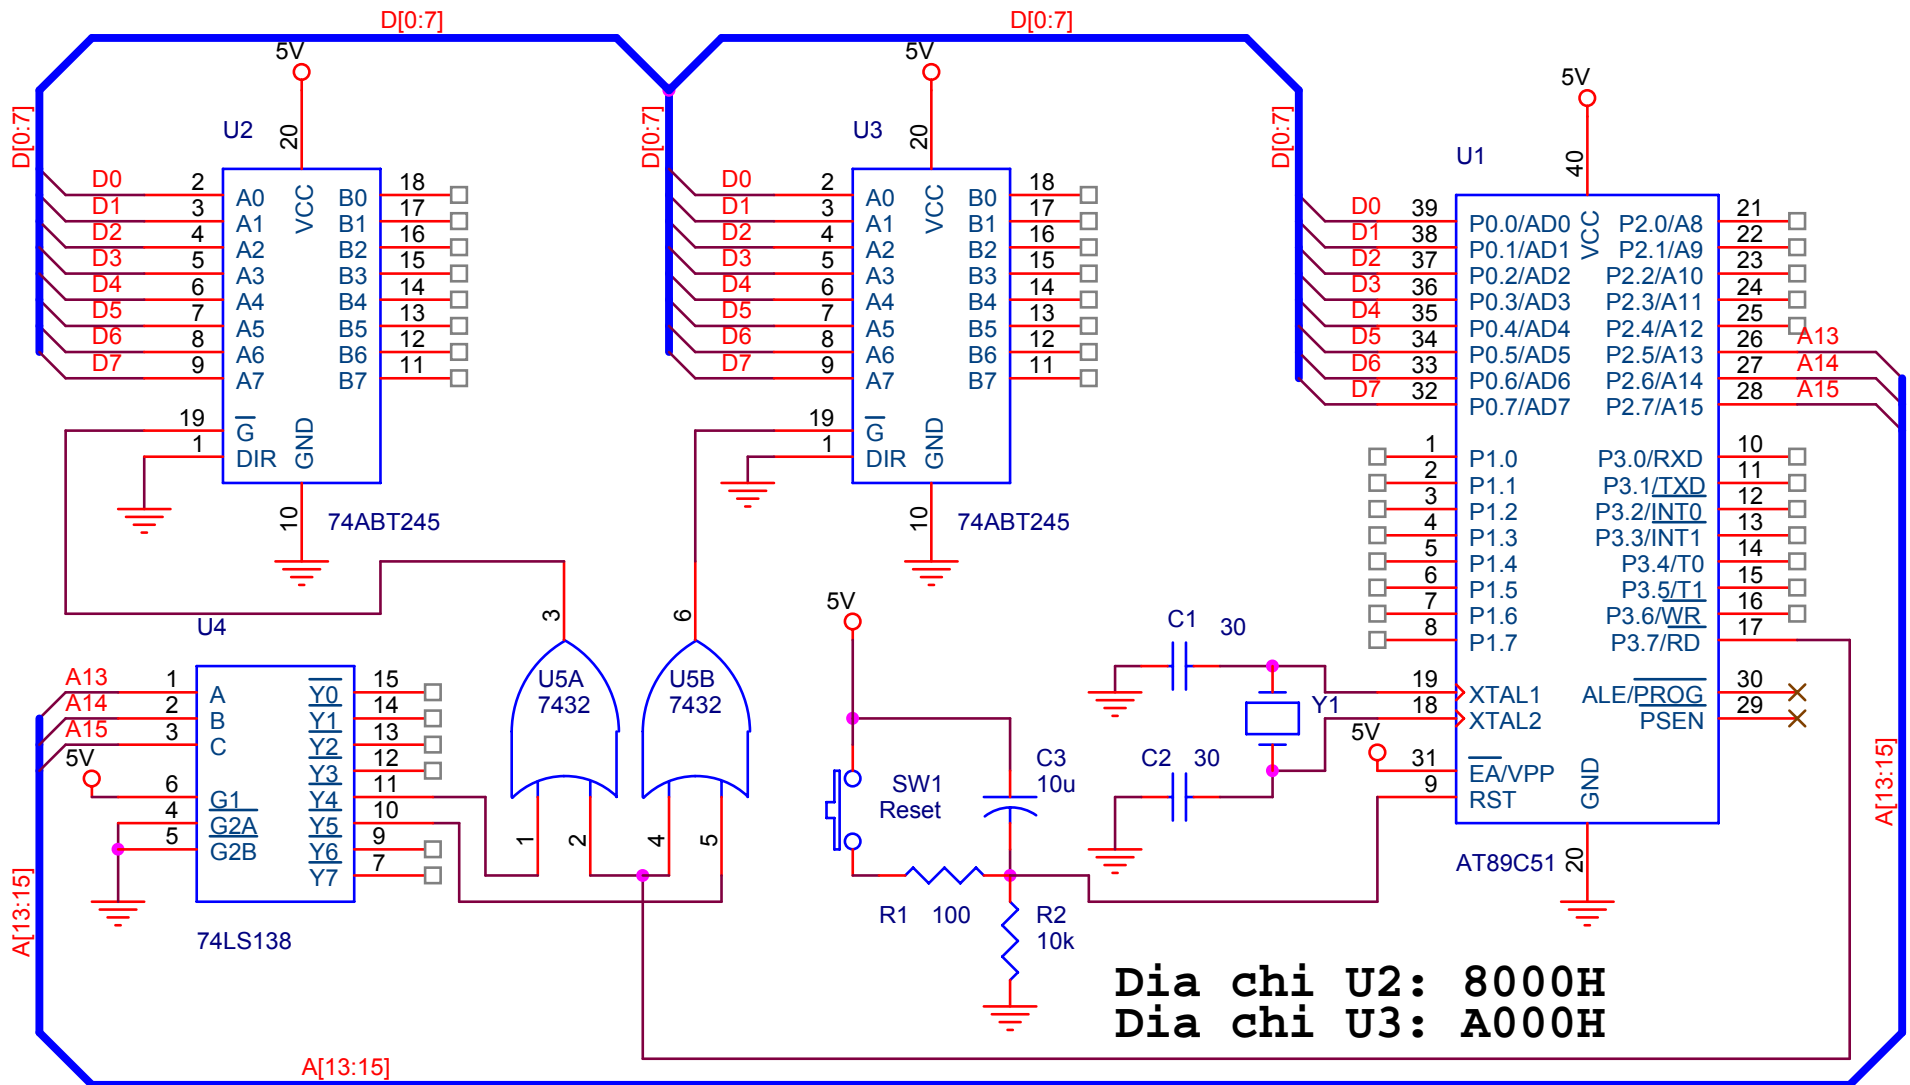 D[0:7]
D[0:7]
5V
5V
5V
D[0:7]
D[0:7]
D[0:7]
U2
20
D0 2 A0 VCC B0 18
D1 3 A1 B1 17
D2 4 A2 B2 16
D3 5 A3 B3 15
D4 6 A4 B4 14
D5 7 A5 B5 13
D6 8 A6 B6 12
D7 9 A7 B7 11
19 G
1 DIR GND
10
74ABT245
U3
20
D0 2 A0 VCC B0 18
D1 3 A1 B1 17
D2 4 A2 B2 16
D3 5 A3 B3 15
D4 6 A4 B4 14
D5 7 A5 B5 13
D6 8 A6 B6 12
D7 9 A7 B7 11
19 G
1 DIR GND
10
74ABT245
U1
40
VCC
D0 39 P0.0/AD0 P2.0/A8 21
D1 38 P0.1/AD1 P2.1/A9 22
D2 37 P0.2/AD2 P2.2/A10 23
D3 36 P0.3/AD3 P2.3/A11 24
D4 35 P0.4/AD4 P2.4/A12 25
D5 34 P0.5/AD5 P2.5/A13 26 A13
D6 33 P0.6/AD6 P2.6/A14 27 A14
D7 32 P0.7/AD7 P2.7/A15 28 A15
1 P1.0 P3.0/RXD 10
2 P1.1 P3.1/TXD 11
3 P1.2 P3.2/INT0 12
4 P1.3 P3.3/INT1 13
5 P1.4 P3.4/T0 14
6 P1.5 P3.5/T1 15
7 P1.6 P3.6/WR 16
8 P1.7 P3.7/RD 17
19 XTAL1 ALE/PROG 30
18 XTAL2 PSEN 29
5V
31 EA/VPP
9 RST
GND
20
AT89C51
A[13:15]
U4
A13 1 A Y0 15
A14 2 B Y1 14
A15 3 C Y2 13
5V
Y3 12
6 G1 Y4 11
4 G2A Y5 10
5 G2B Y6 9
Y7 7
74LS138
A[13:15]
3
U5A
7432
1
2
6
U5B
7432
4
5
5V
SW1
Reset
C3
10u
R1 100
R2
10k
C1 30
C2 30
Y1
Dia chi U2: 8000H
Dia chi U3: A000H
A[13:15]